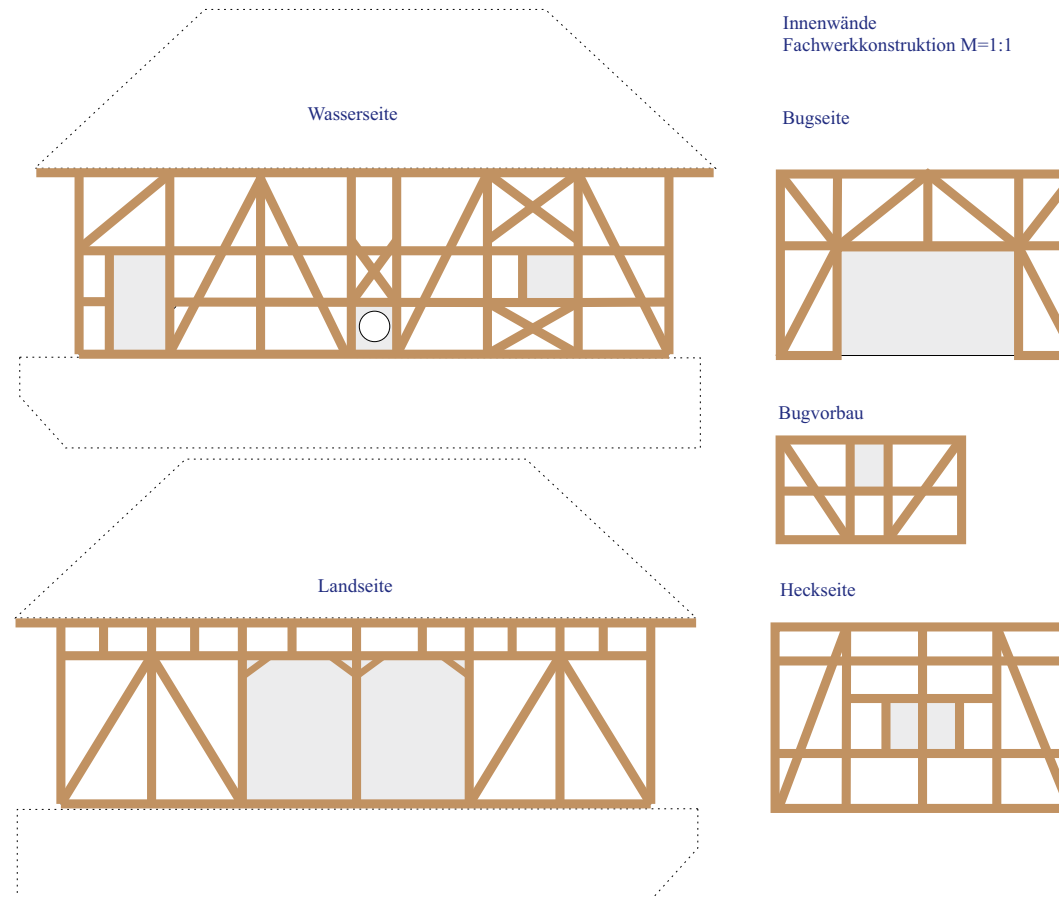 Innenwände
Fachwerkkonstruktion M=1:1
Wasserseite
Bugseite
Bugvorbau
Landseite
Heckseite